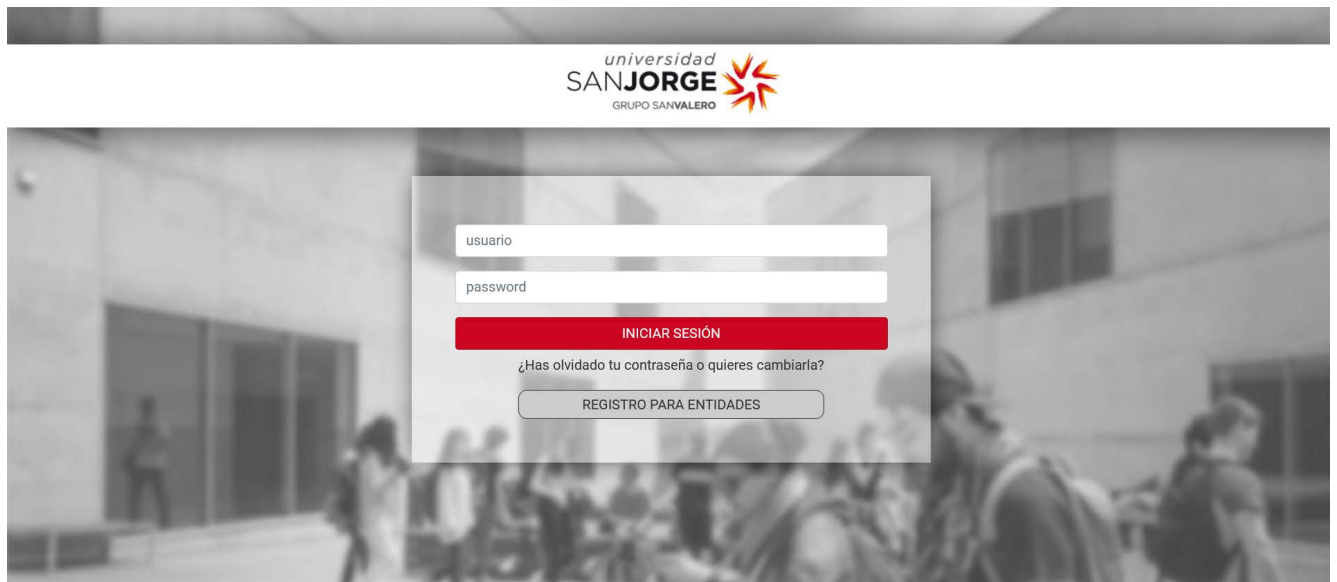 universidad
SANJORGE
GRUPO SANVALERO
usuario
password
INICIAR SESIÓN
¿Has olvidado tu contraseña o quieres cambiarla?
REGISTRO PARA ENTIDADES